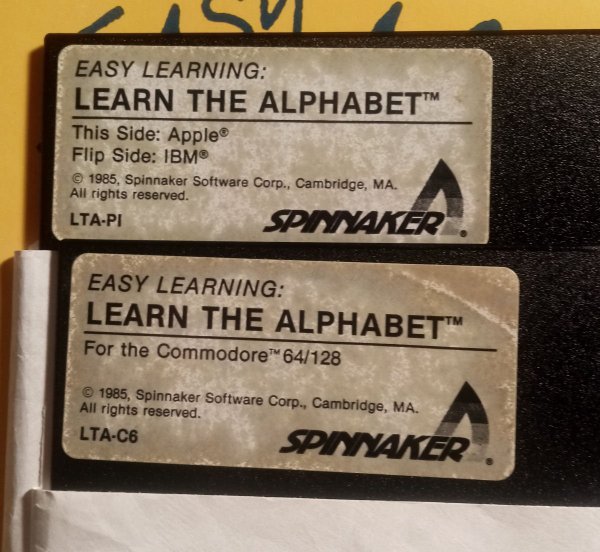 EASY
EASY LEARNING:
LEARN THE ALPHABET™
This Side: Apple®
Flip Side: IBM®
© 1985, Spinnaker Software Corp., Cambridge, MA.
All rights reserved.
LTA-PI SPINNAKER®
EASY LEARNING:
LEARN THE ALPHABET™
For the Commodore™ 64/128
© 1985, Spinnaker Software Corp., Cambridge, MA.
All rights reserved.
LTA-C6 SPINNAKER®